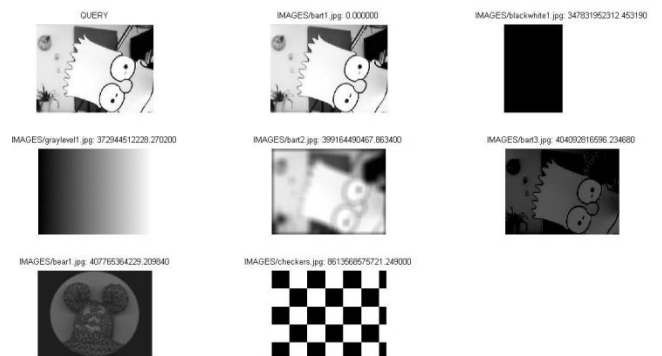 QUERY
IMAGES/bart1.jpg: 0.000000
IMAGES/blackwhite1.jpg: 347831952312.453190
IMAGES/graylevel1.jpg: 372944512228.270200
IMAGES/bart2.jpg: 399164490467.863400
IMAGES/bart3.jpg: 404092816596.234680
IMAGES/bear1.jpg: 407765364229.209840
IMAGES/checkers.jpg: 8613568575721.249000